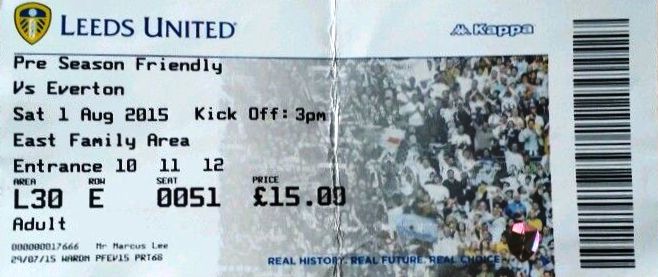 LEEDS UNITED
Kappa
Pre Season Friendly
Vs Everton
Sat 1 Aug 2015 Kick Off: 3pm
East Family Area
Entrance 10 11 12
AREA ROW SEAT PRICE
L30 E 0051 £15.00
Adult
000000017666 Mr Marcus Lee
29/07/15 WARDM PFEV15 PRT68
REAL HISTORY. REAL FUTURE. REAL CHOICE